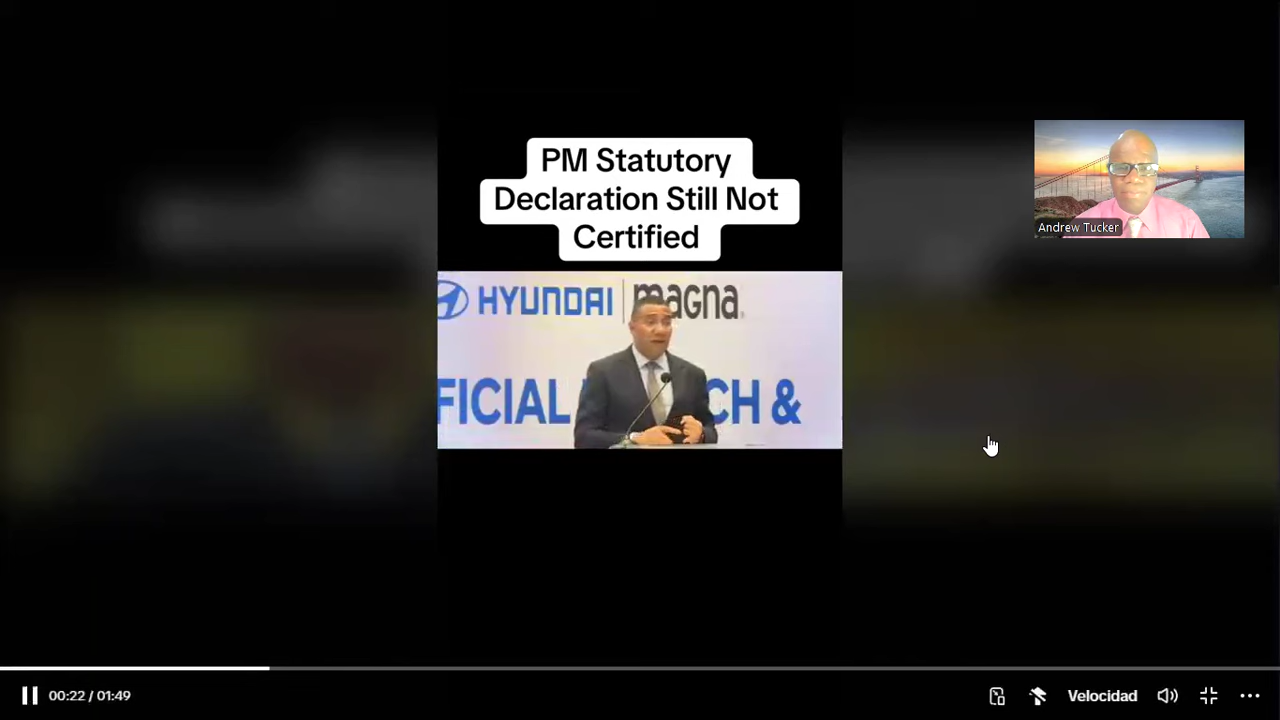 PM Statutory
Declaration Still Not
Certified
HYUNDAI magna
FICIAL CH &
Andrew Tucker
00:22 / 01:49
Velocidad